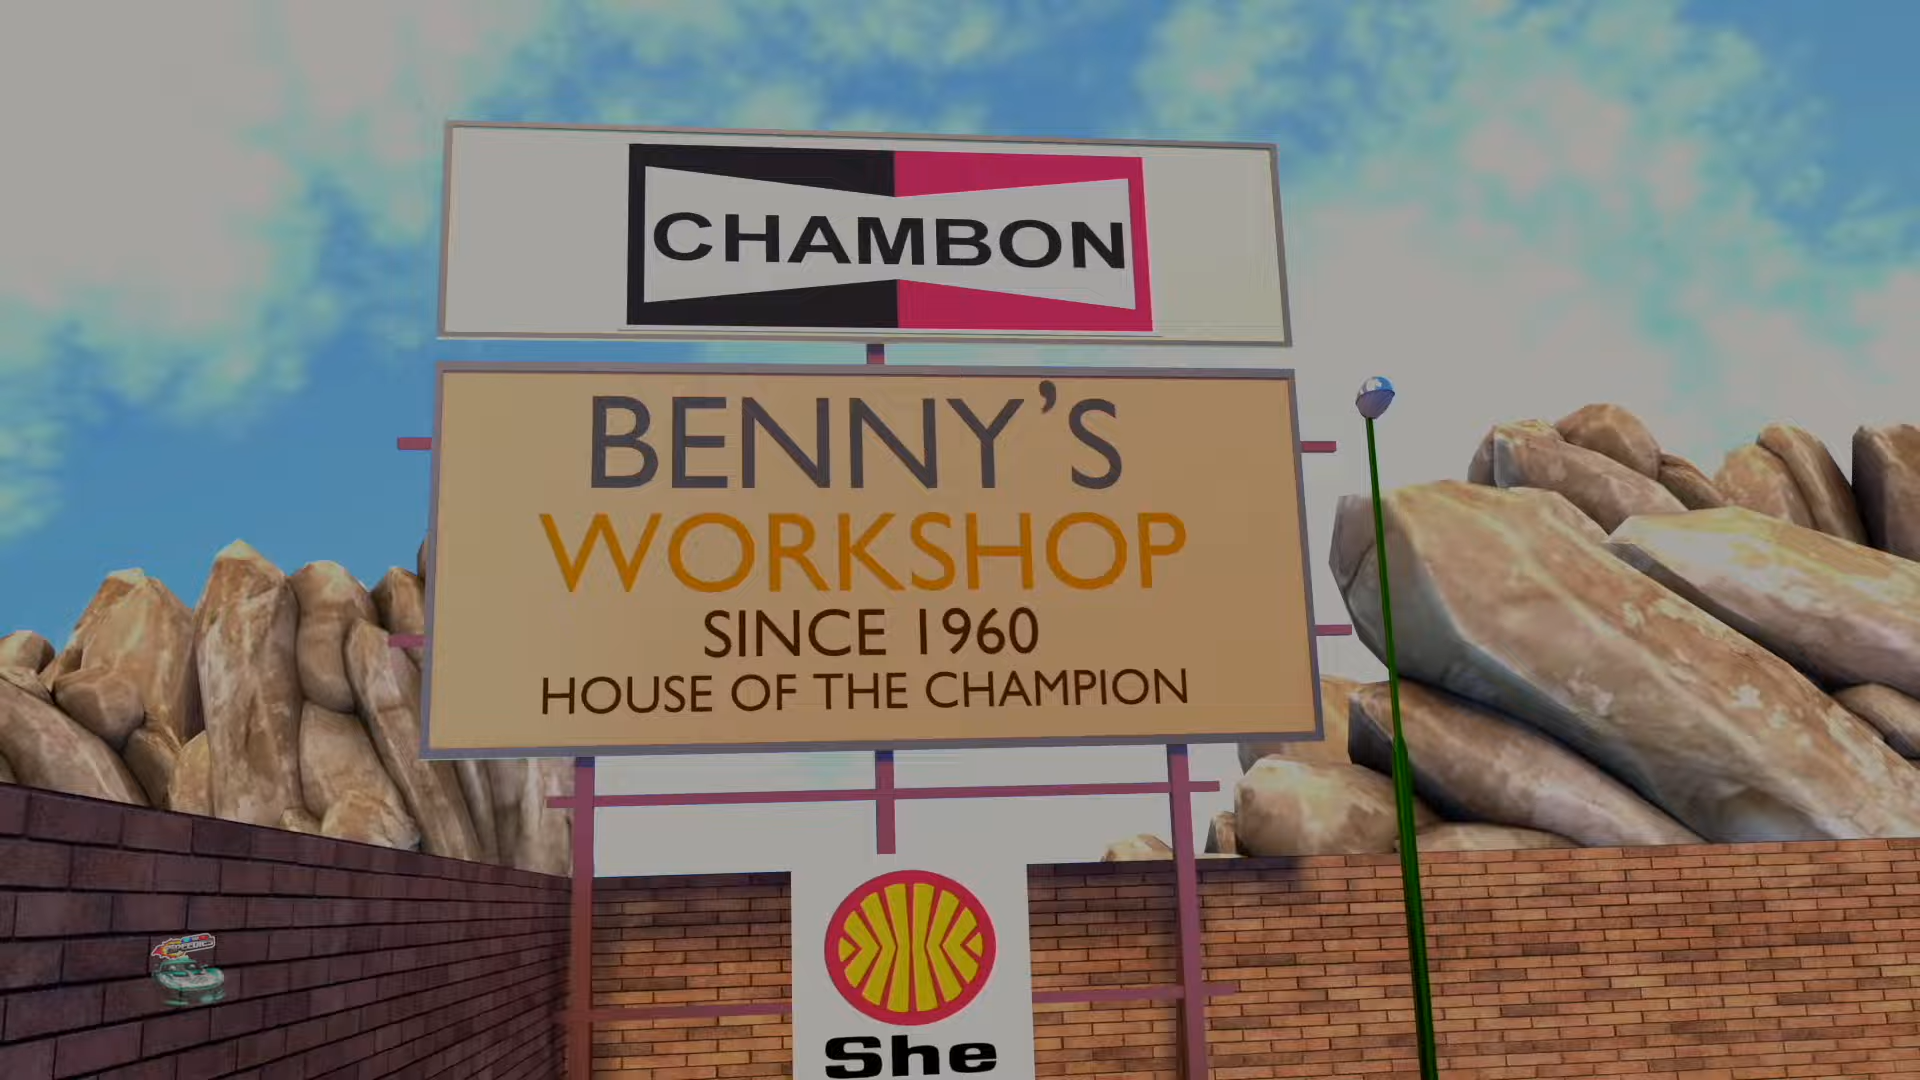 CHAMBON
BENNY'S
WORKSHOP
SINCE 1960
HOUSE OF THE CHAMPION
She